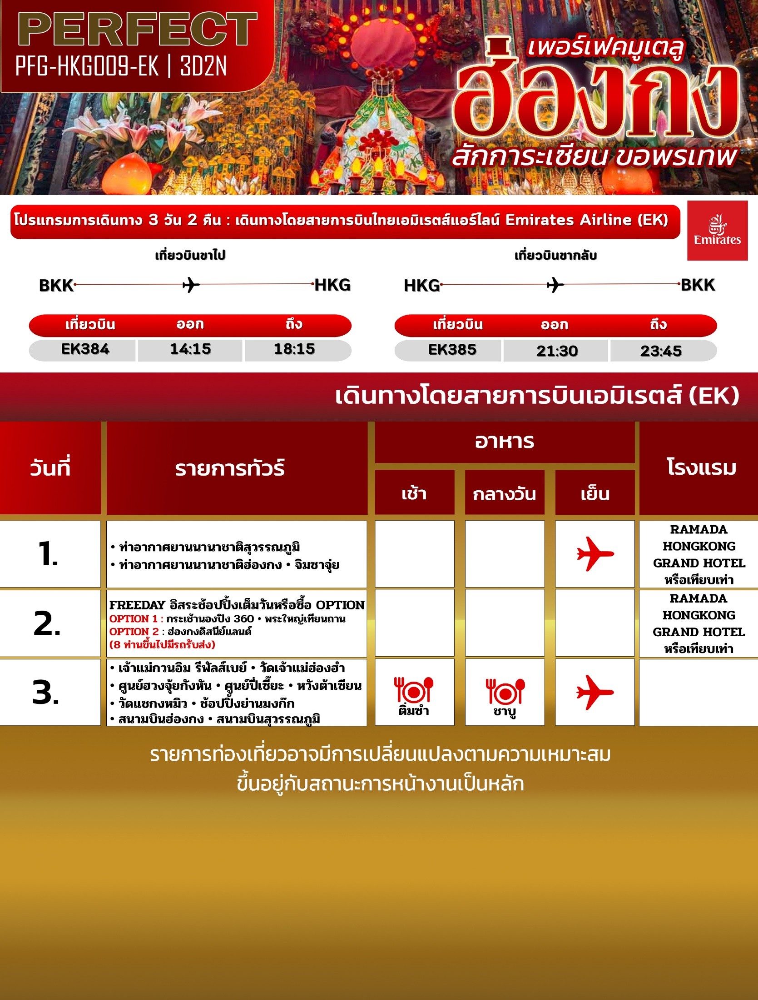 PERFECT
PFG-HKG009-EK | 3D2N
เพอร์เฟคมูเตลู
ฮ่องกง
สักการะเซียน ขอพรเทพ
โปรแกรมการเดินทาง 3 วัน 2 คืน : เดินทางโดยสายการบินไทยเอมิเรตส์แอร์ไลน์ Emirates Airline (EK)
Emirates
เที่ยวบินขาไป
BKK HKG
เที่ยวบิน ออก ถึง
EK384 14:15 18:15
เที่ยวบินขากลับ
HKG BKK
เที่ยวบิน ออก ถึง
EK385 21:30 23:45
เดินทางโดยสายการบินเอมิเรตส์ (EK)
วันที่ รายการทัวร์ อาหาร โรงแรม
เช้า กลางวัน เย็น
1.
• ท่าอากาศยานนานาชาติสุวรรณภูมิ
• ท่าอากาศยานนานาชาติฮ่องกง • จิมซาจุ่ย
RAMADA
HONGKONG
GRAND HOTEL
หรือเทียบเท่า
2.
FREEDAY อิสระช้อปปิ้งเต็มวันหรือซื้อ OPTION
OPTION 1 : กระเช้านองปิง 360 • พระใหญ่เทียนถาน
OPTION 2 : ฮ่องกงดิสนีย์แลนด์
(8 ท่านขึ้นไปมีรถรับส่ง)
RAMADA
HONGKONG
GRAND HOTEL
หรือเทียบเท่า
3.
• เจ้าแม่กวนอิม รีพัลส์เบย์ • วัดเจ้าแม่ฮ่องฮำ
• ศูนย์ฮวงจุ้ยกังหัน • ศูนย์ปี่เซี๊ยะ • หวังต้าเซียน
• วัดแชกงหมิว • ช้อปปิ้งย่านมงก๊ก
• สนามบินฮ่องกง • สนามบินสุวรรณภูมิ
ติ่มซำ
ชาบู
รายการท่องเที่ยวอาจมีการเปลี่ยนแปลงตามความเหมาะสม
ขึ้นอยู่กับสถานะการหน้างานเป็นหลัก